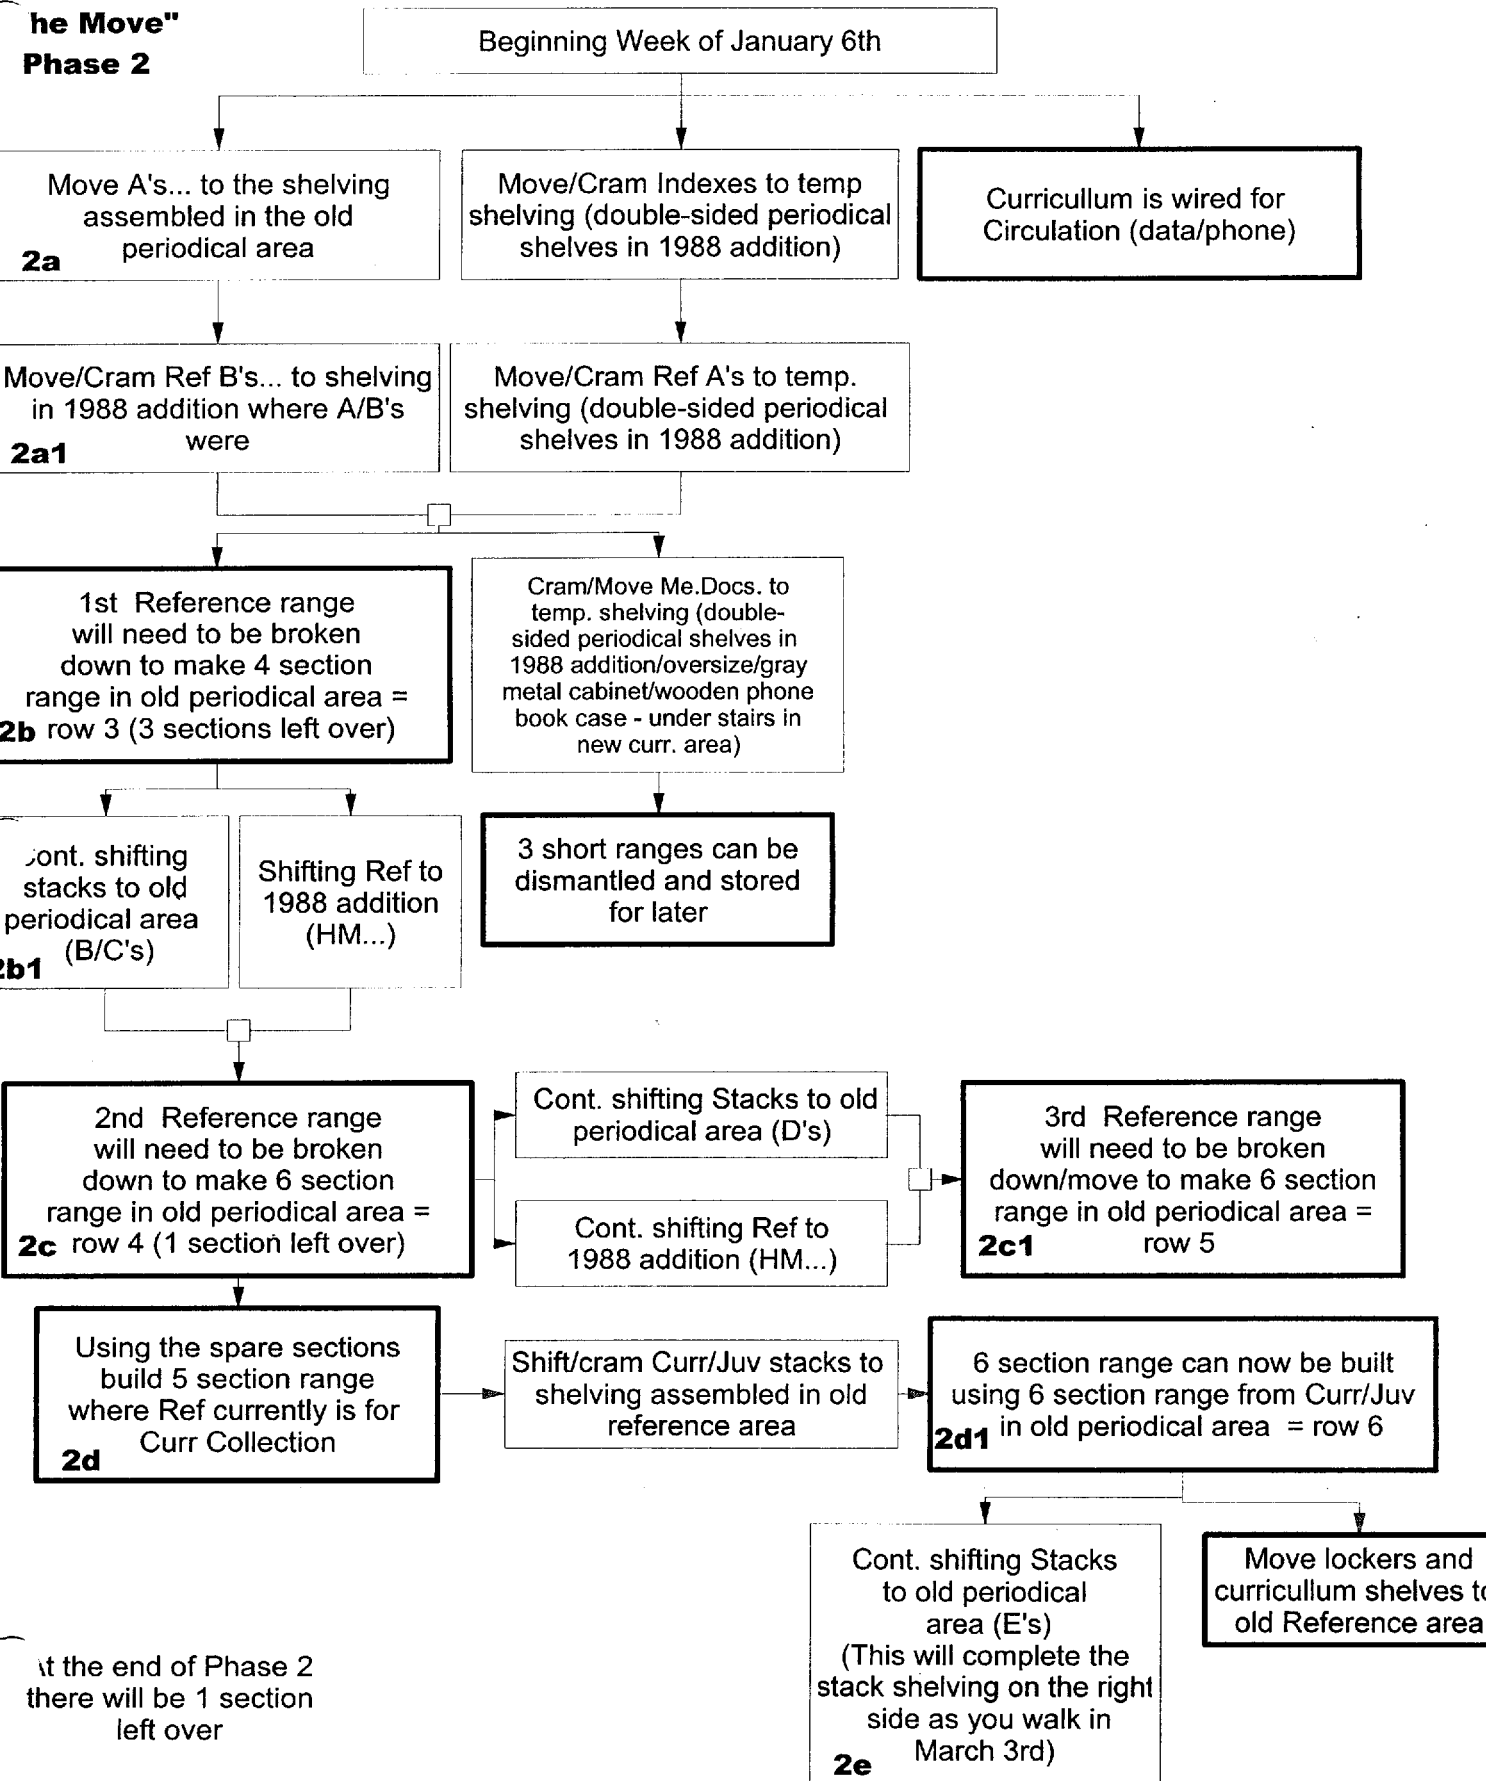 he Move"
Phase 2
Beginning Week of January 6th
Move A's... to the shelving
assembled in the old
periodical area
2a
Move/Cram Indexes to temp
shelving (double-sided periodical
shelves in 1988 addition)
Curricullum is wired for
Circulation (data/phone)
Move/Cram Ref B's... to shelving
in 1988 addition where A/B's
were
2a1
Move/Cram Ref A's to temp.
shelving (double-sided periodical
shelves in 1988 addition)
1st Reference range
will need to be broken
down to make 4 section
range in old periodical area =
2b row 3 (3 sections left over)
Cram/Move Me.Docs. to
temp. shelving (double-
sided periodical shelves in
1988 addition/oversize/gray
metal cabinet/wooden phone
book case - under stairs in
new curr. area)
ont. shifting
stacks to old
periodical area
(B/C's)
2b1
Shifting Ref to
1988 addition
(HM...)
3 short ranges can be
dismantled and stored
for later
2nd Reference range
will need to be broken
down to make 6 section
range in old periodical area =
2c row 4 (1 section left over)
Cont. shifting Stacks to old
periodical area (D's)
Cont. shifting Ref to
1988 addition (HM...)
3rd Reference range
will need to be broken
down/move to make 6 section
range in old periodical area =
2c1 row 5
Using the spare sections
build 5 section range
where Ref currently is for
Curr Collection
2d
Shift/cram Curr/Juv stacks to
shelving assembled in old
reference area
6 section range can now be built
using 6 section range from Curr/Juv
2d1 in old periodical area = row 6
Cont. shifting Stacks
to old periodical
area (E's)
(This will complete the
stack shelving on the right
side as you walk in
March 3rd)
2e
Move lockers and
curricullum shelves to
old Reference area
At the end of Phase 2
there will be 1 section
left over